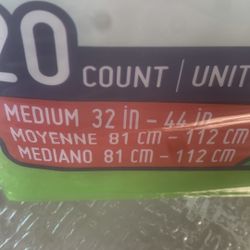 20 COUNT | UNIT
MEDIUM 32 in - 44 in
MOYENNE 81 cm - 112 cm
MEDIANO 81 cm - 112 cm